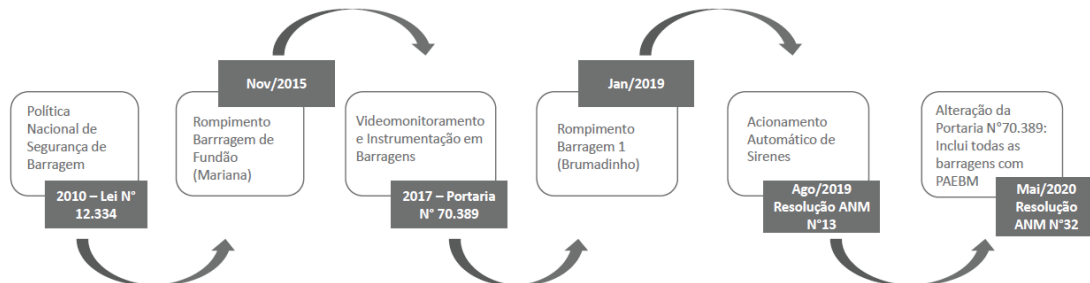 Política
Nacional de
Segurança de
Barragem
2010 – Lei N°
12.334
Nov/2015
Rompimento
Barrragem de
Fundão
(Mariana)
Videomonitoramento
e Instrumentação em
Barragens
2017 – Portaria
N° 70.389
Jan/2019
Rompimento
Barragem 1
(Brumadinho)
Acionamento
Automático de
Sirenes
Ago/2019
Resolução ANM
N°13
Alteração da
Portaria N°70.389:
Inclui todas as
barragens com
PAEBM
Mai/2020
Resolução
ANM N°32